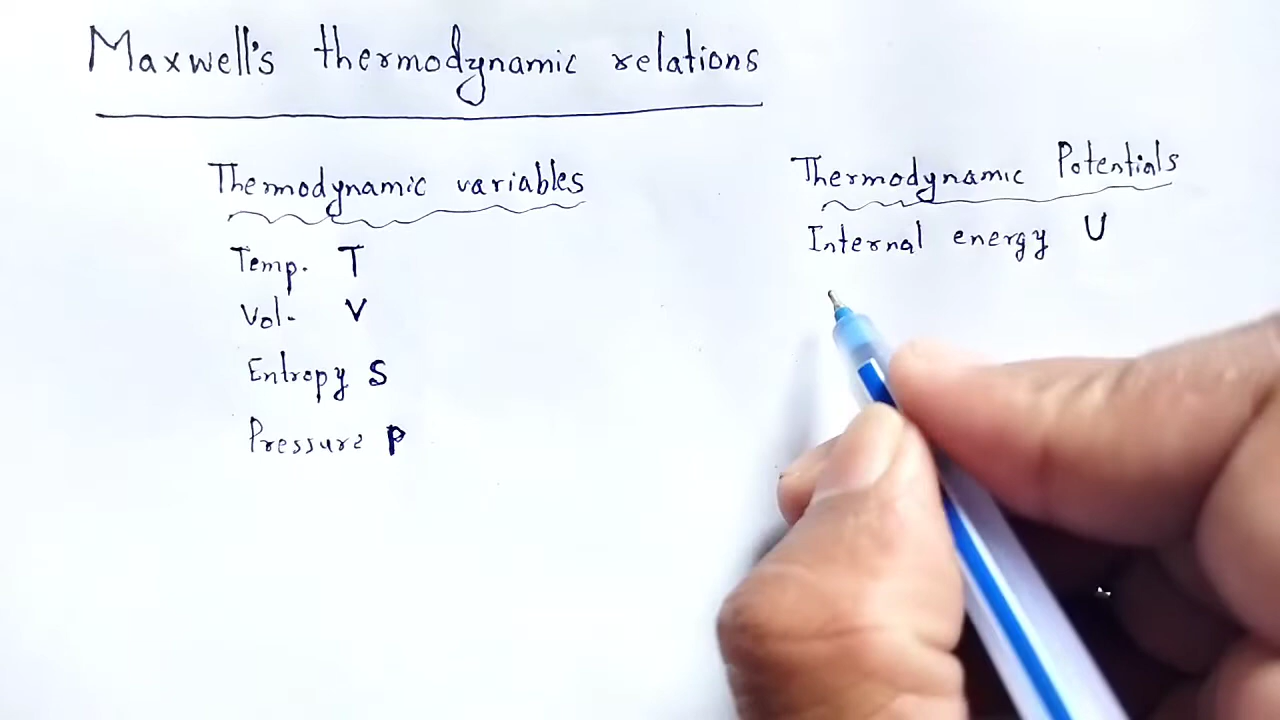 Maxwell's thermodynamic relations
Thermodynamic variables
Temp. T
Vol. V
Entropy S
Pressure P
Thermodynamic Potentials
Internal energy U